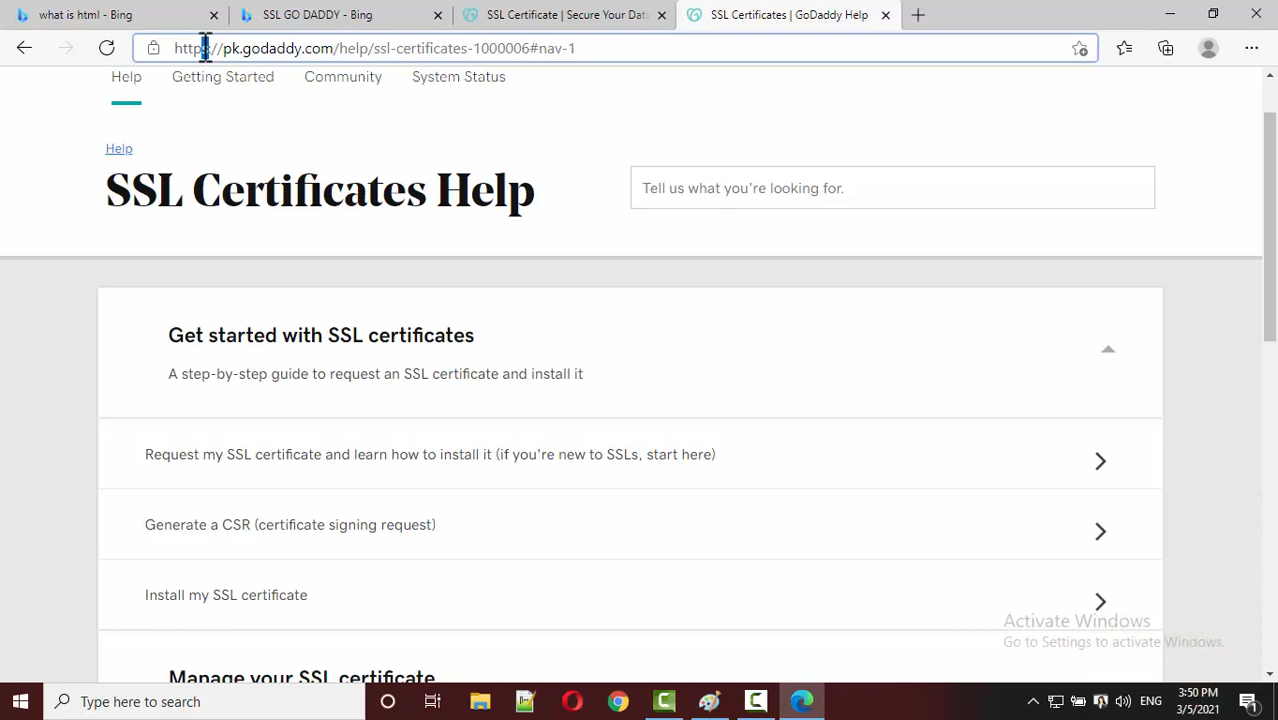 what is html - Bing
SSL GO DADDY - Bing
SSL Certificate | Secure Your Data
SSL Certificates | GoDaddy Help
https://pk.godaddy.com/help/ssl-certificates-1000006#nav-1
Help
Getting Started
Community
System Status
Help
SSL Certificates Help
Tell us what you're looking for.
Get started with SSL certificates
A step-by-step guide to request an SSL certificate and install it
Request my SSL certificate and learn how to install it (if you're new to SSLs, start here)
Generate a CSR (certificate signing request)
Install my SSL certificate
Manage your SSL certificate
Activate Windows
Go to Settings to activate Windows.
Type here to search
ENG
3:50 PM
3/5/2021
1